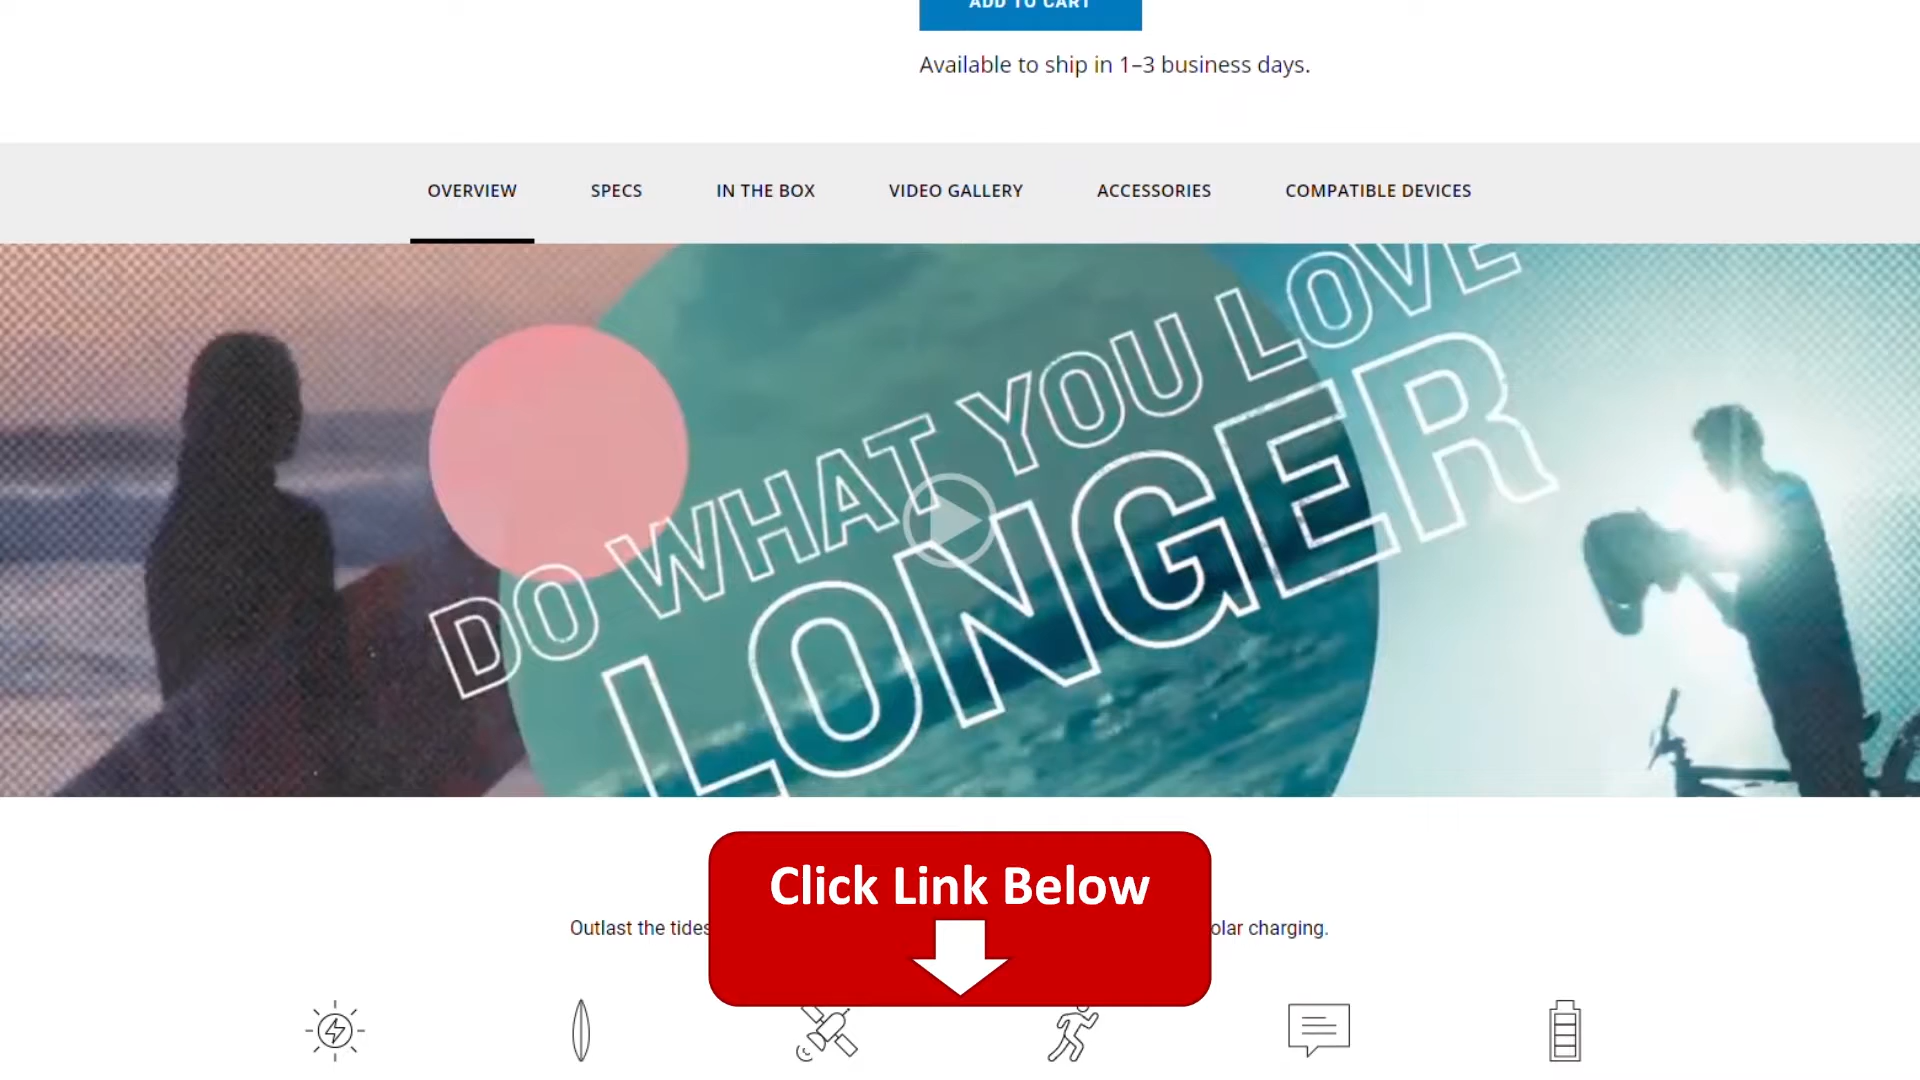 ADD TO CART
Available to ship in 1–3 business days.
OVERVIEW SPECS IN THE BOX VIDEO GALLERY ACCESSORIES COMPATIBLE DEVICES
DO WHAT YOU LOVE
LONGER
Click Link Below
Outlast the tides olar charging.